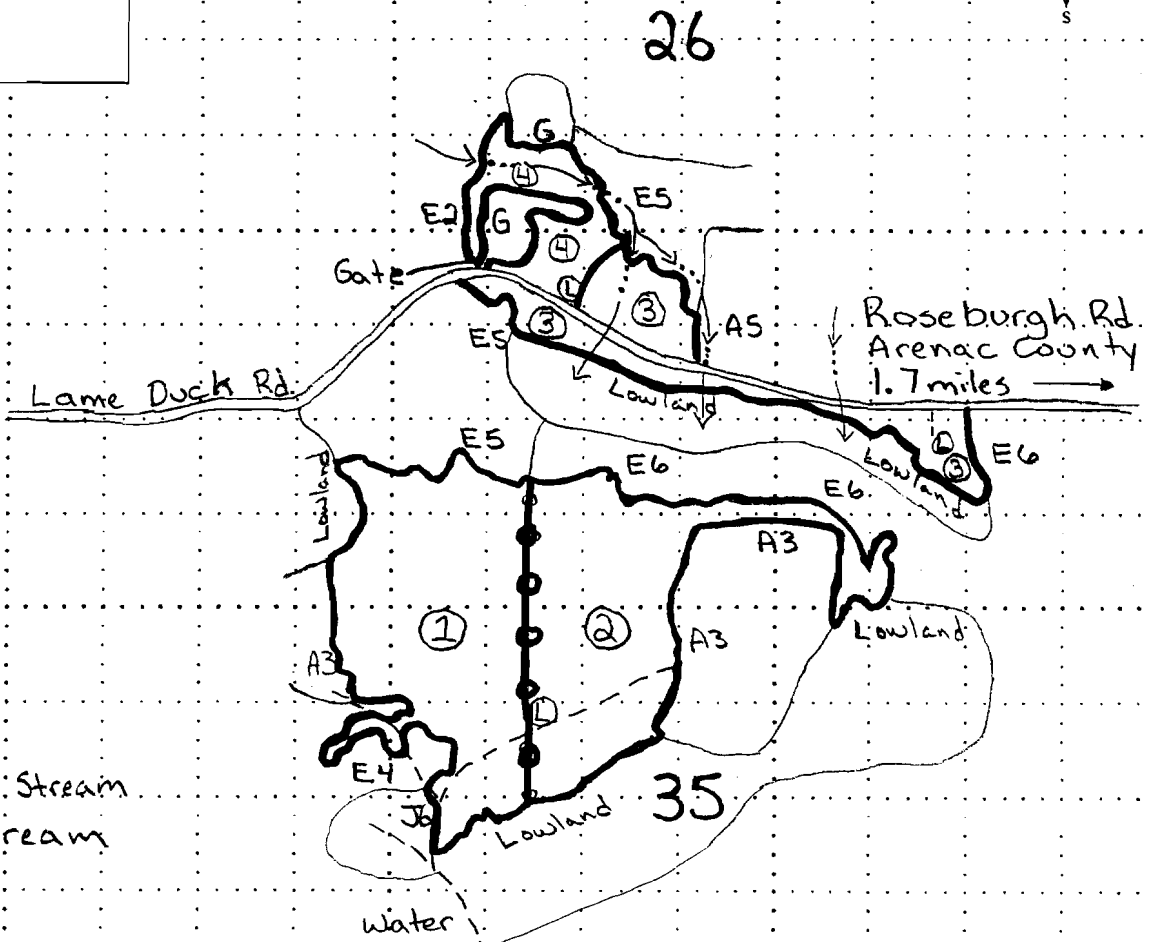 S
26
G
4
E5
E2
G
4
Gate
L
3
3
A5
E5
Roseburgh Rd.
Arenac County
1.7 miles
Lame Duck Rd.
Lowland
E5
L
E6
E6
3
Lowland
Lowland
E6
A3
1
2
Lowland
A3
A3
L
E4
Stream
35
J6
Lowland
ream
Water